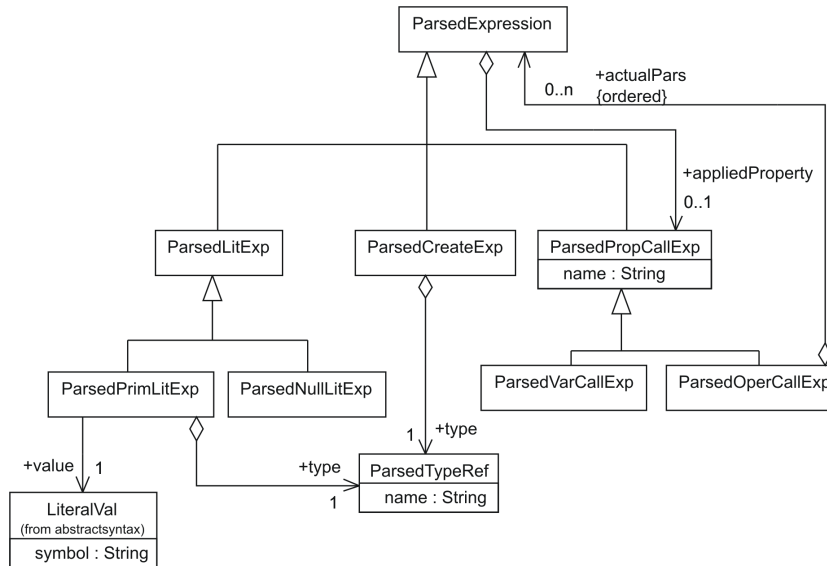 ParsedExpression
+actualPars
0..n
{ordered}
+appliedProperty
0..1
ParsedLitExp
ParsedCreateExp
ParsedPropCallExp
name : String
ParsedPrimLitExp
ParsedNullLitExp
ParsedVarCallExp
ParsedOperCallExp
+type
1
+value
1
+type
1
ParsedTypeRef
name : String
LiteralVal
(from abstractsyntax)
symbol : String